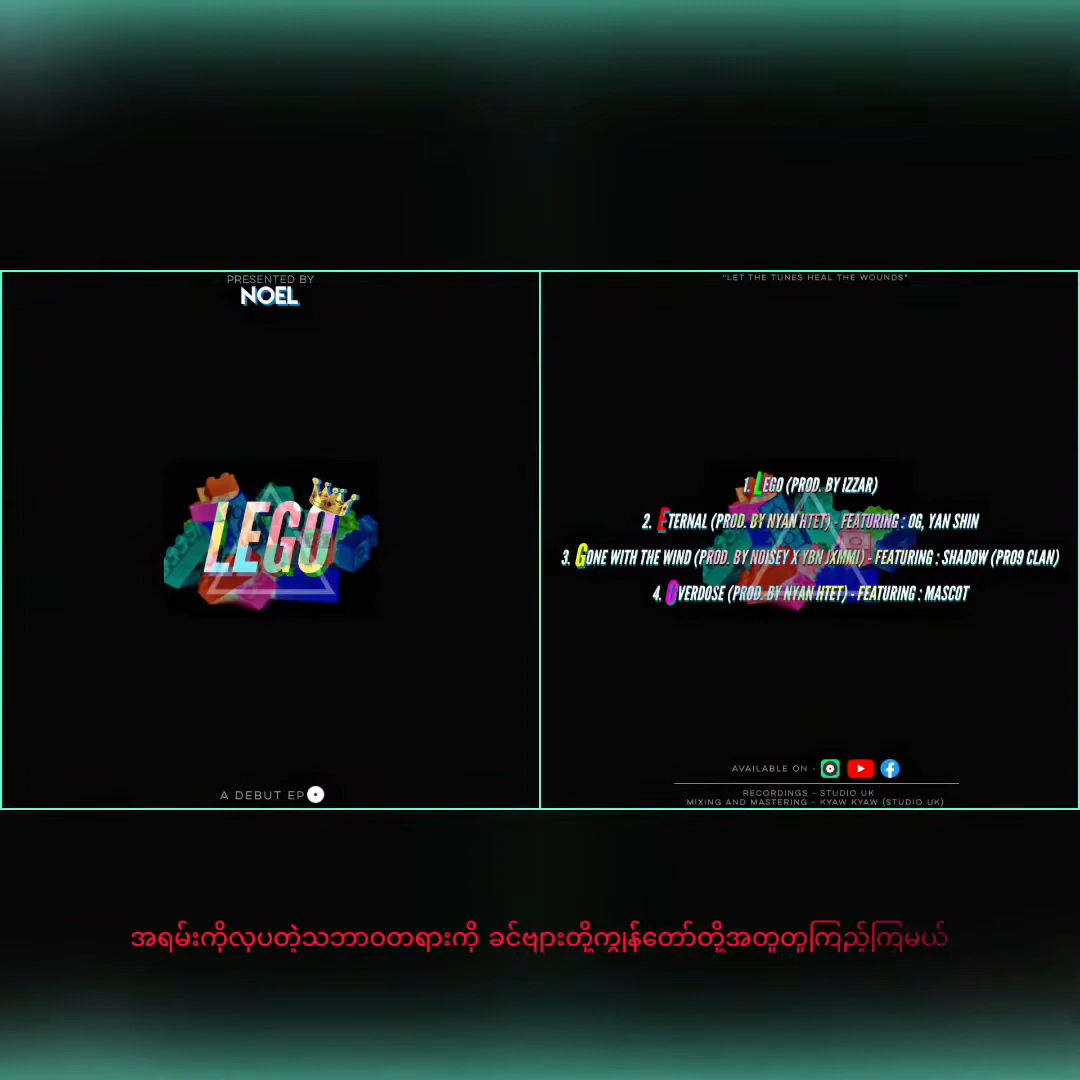 PRESENTED BY
NOEL
LEGO
A DEBUT EP
"LET THE TUNES HEAL THE WOUNDS"
1. LEGO (PROD. BY IZZAR)
2. ETERNAL (PROD. BY NYAN HTET) - FEATURING : OG, YAN SHIN
3. GONE WITH THE WIND (PROD. BY NOISEY X YBN JXMMI) - FEATURING : SHADOW (PRO9 CLAN)
4. OVERDOSE (PROD. BY NYAN HTET) - FEATURING : MASCOT
AVAILABLE ON -
RECORDINGS - STUDIO UK
MIXING AND MASTERING - KYAW KYAW (STUDIO UK)
အရမ်းကိုလှပတဲ့သဘာဝတရားကို ခင်ဗျားတို့ကျွန်တော်တို့အတူတူကြည့်ကြမယ်